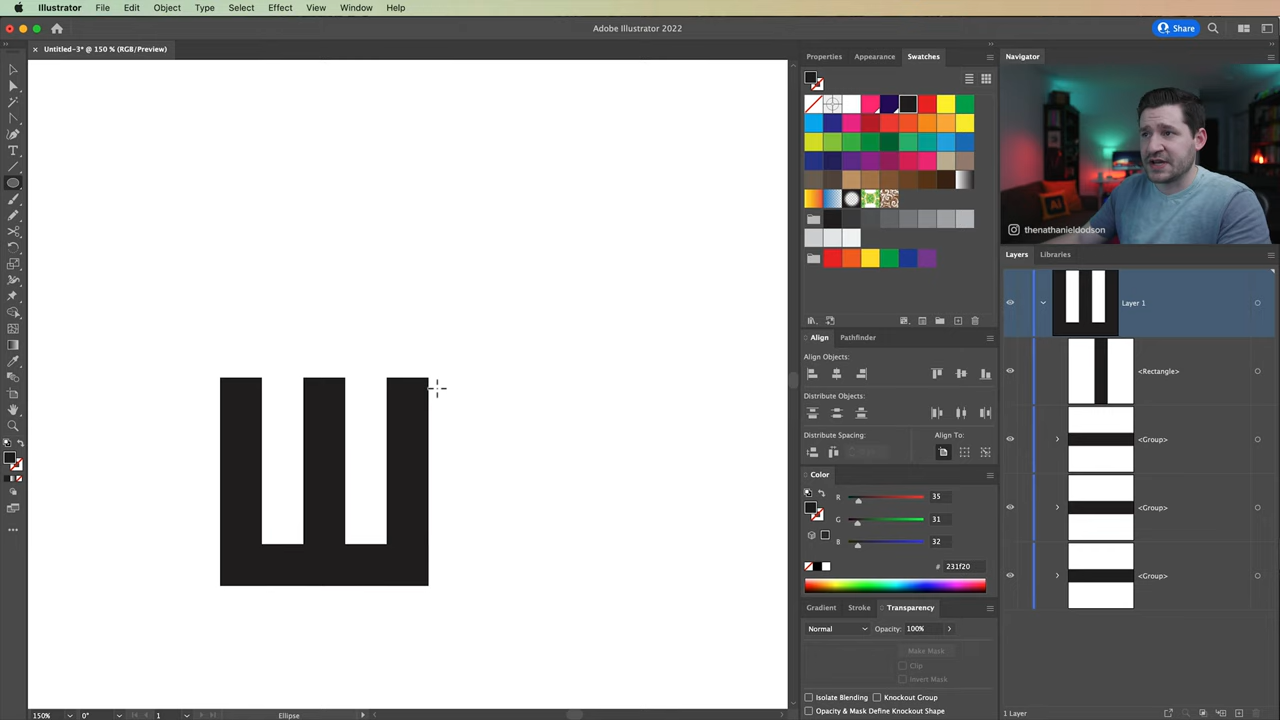 Illustrator File Edit Object Type Select Effect View Window Help
Adobe Illustrator 2022
Share
Untitled-3* @ 150 % (RGB/Preview)
Properties Appearance Swatches
Navigator
thenathanieldodson
Layers Libraries
Layer 1
<Rectangle>
<Group>
<Group>
<Group>
Align Pathfinder
Align Objects:
Distribute Objects:
Distribute Spacing: Align To:
Color
R 35
G 31
B 32
# 231f20
Gradient Stroke Transparency
Normal Opacity: 100%
Make Mask
Clip
Invert Mask
Isolate Blending Knockout Group
Opacity & Mask Define Knockout Shape
150% 0° 1 Ellipse
1 Layer